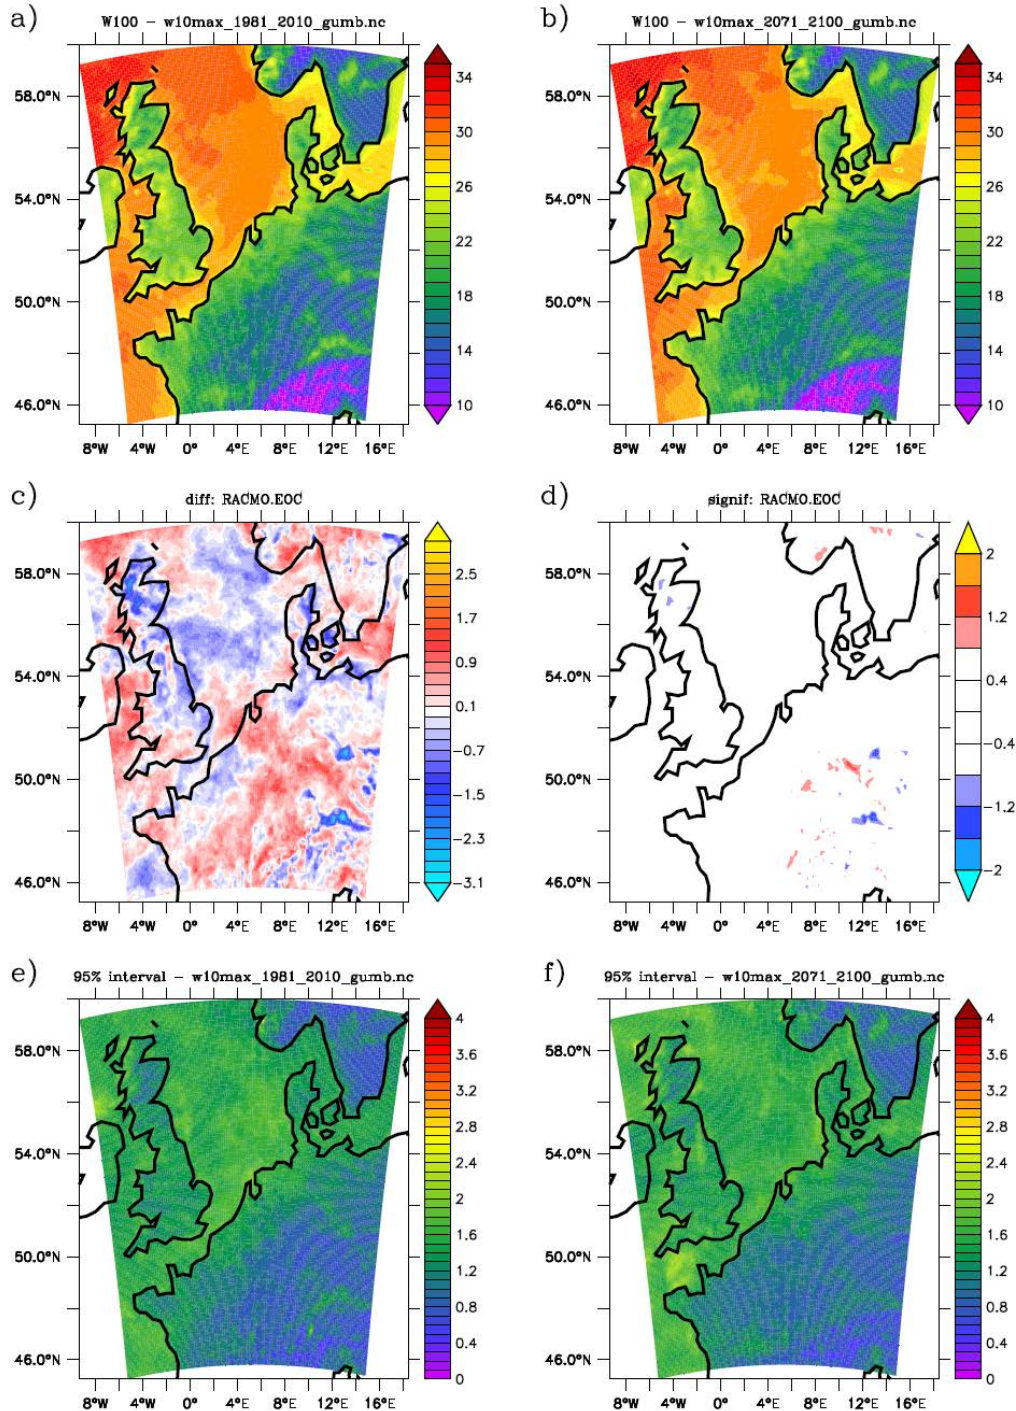 a)
W100 − w10max_1981_2010_gumb.nc
58.0°N
54.0°N
50.0°N
46.0°N
8°W 4°W 0° 4°E 8°E 12°E 16°E
34
30
26
22
18
14
10
b)
W100 − w10max_2071_2100_gumb.nc
58.0°N
54.0°N
50.0°N
46.0°N
8°W 4°W 0° 4°E 8°E 12°E 16°E
34
30
26
22
18
14
10
c)
diff: RACMO.EOC
58.0°N
54.0°N
50.0°N
46.0°N
8°W 4°W 0° 4°E 8°E 12°E 16°E
2.5
1.7
0.9
0.1
−0.7
−1.5
−2.3
−3.1
d)
signif: RACMO.EOC
58.0°N
54.0°N
50.0°N
46.0°N
8°W 4°W 0° 4°E 8°E 12°E 16°E
2
1.2
0.4
−0.4
−1.2
−2
e)
95% interval − w10max_1981_2010_gumb.nc
58.0°N
54.0°N
50.0°N
46.0°N
8°W 4°W 0° 4°E 8°E 12°E 16°E
4
3.6
3.2
2.8
2.4
2
1.6
1.2
0.8
0.4
0
f)
95% interval − w10max_2071_2100_gumb.nc
58.0°N
54.0°N
50.0°N
46.0°N
8°W 4°W 0° 4°E 8°E 12°E 16°E
4
3.6
3.2
2.8
2.4
2
1.6
1.2
0.8
0.4
0